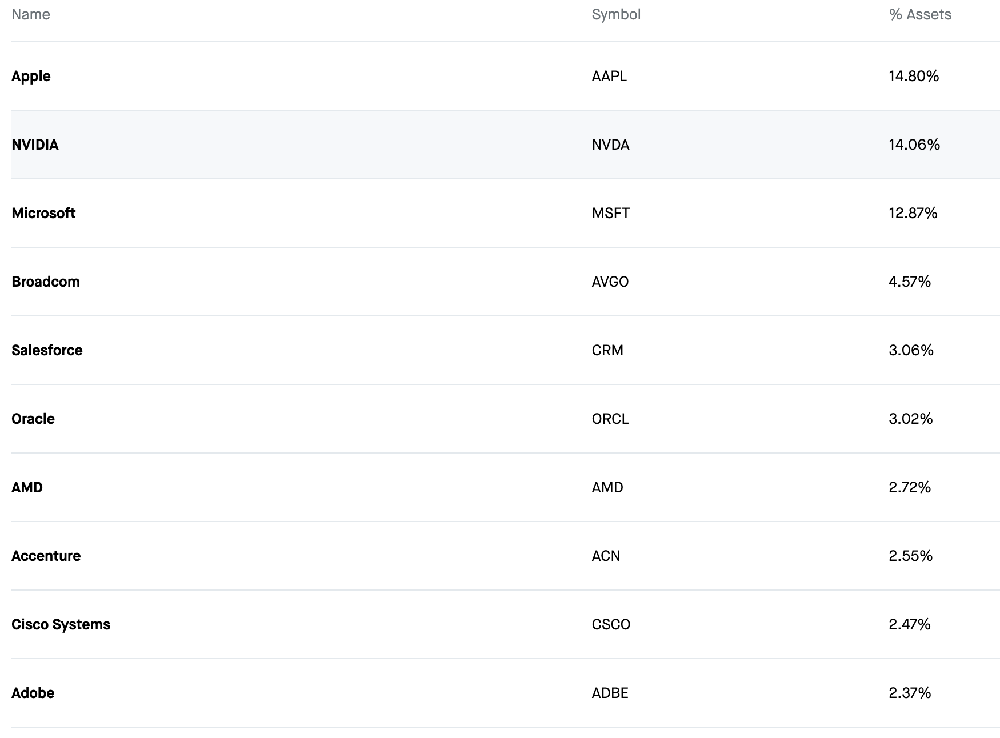 Name Symbol % Assets
Apple AAPL 14.80%
NVIDIA NVDA 14.06%
Microsoft MSFT 12.87%
Broadcom AVGO 4.57%
Salesforce CRM 3.06%
Oracle ORCL 3.02%
AMD AMD 2.72%
Accenture ACN 2.55%
Cisco Systems CSCO 2.47%
Adobe ADBE 2.37%